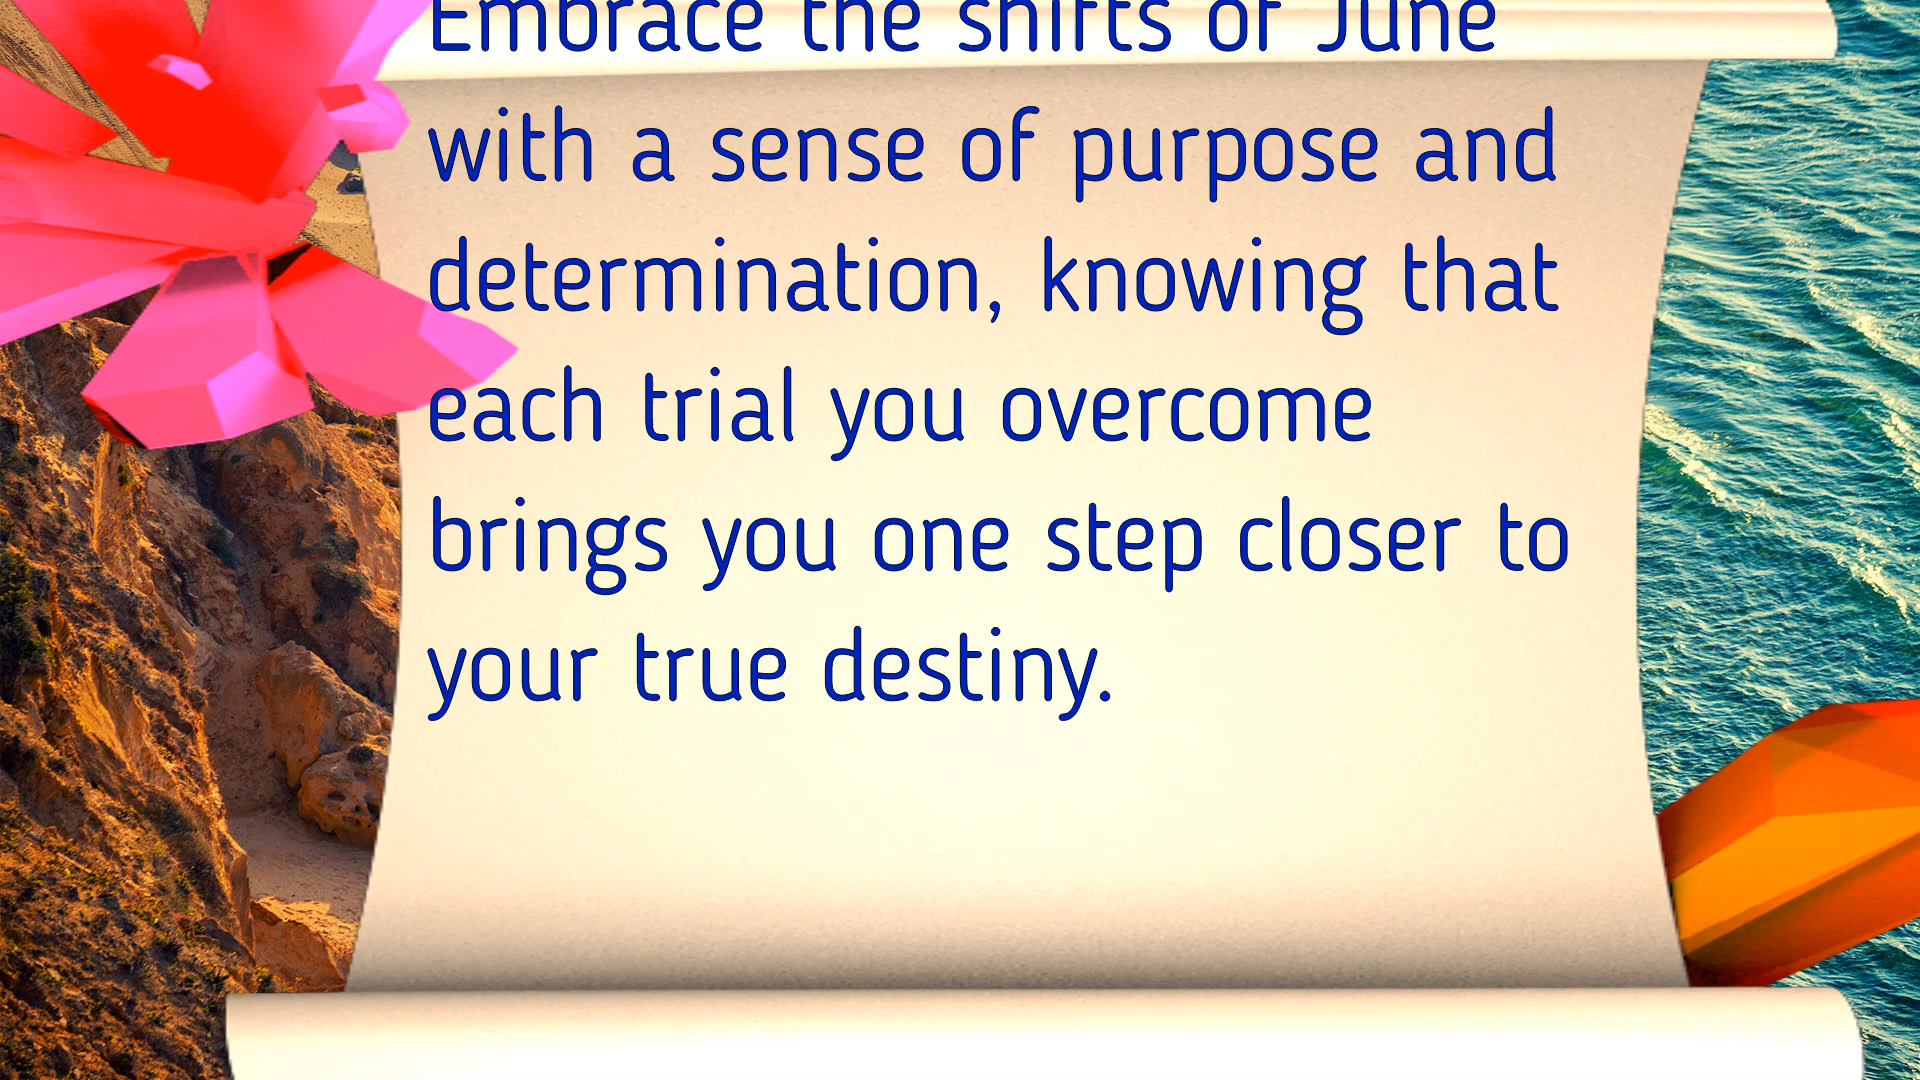 Embrace the shifts of June
with a sense of purpose and
determination, knowing that
each trial you overcome
brings you one step closer to
your true destiny.